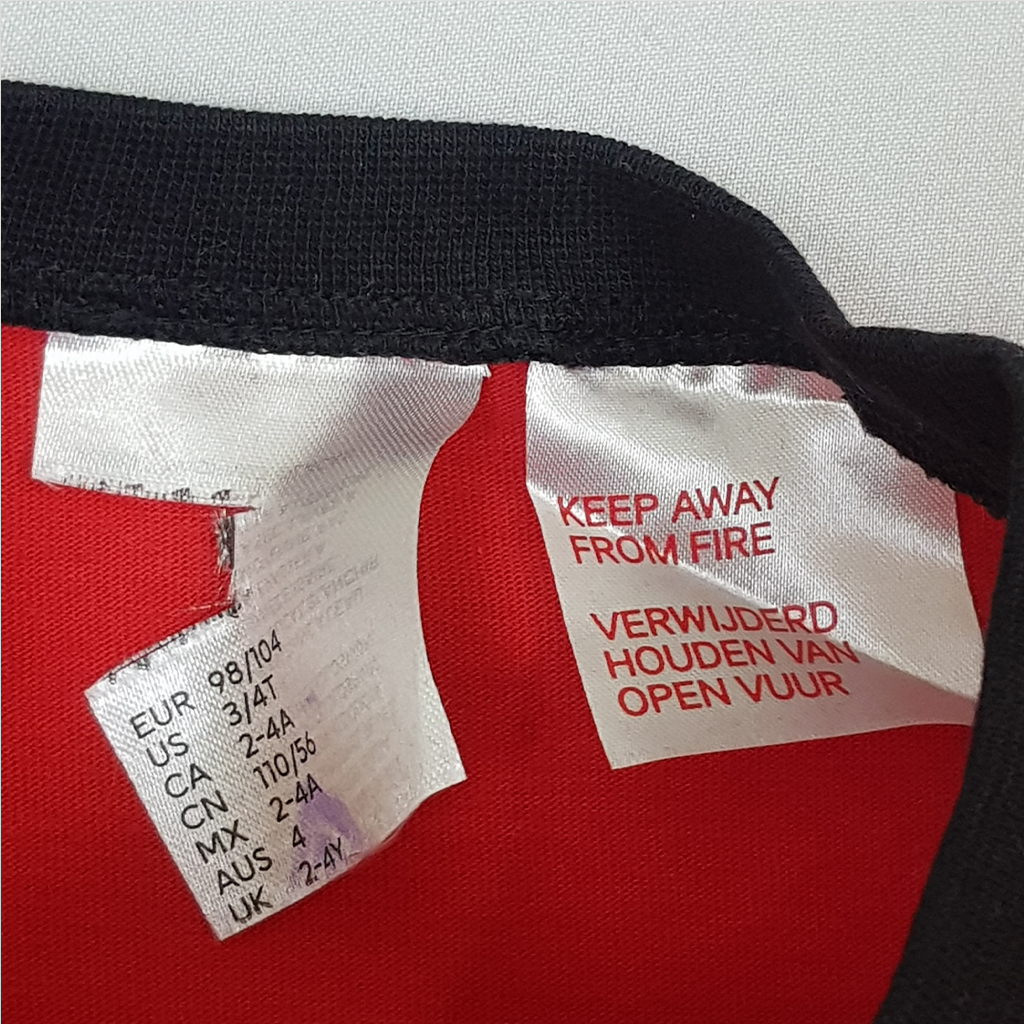 EUR 98/104
US 3/4T
CA 2-4A
CN 110/56
MX 2-4A
AUS 4
UK 2-4Y
KEEP AWAY
FROM FIRE
VERWIJDERD
HOUDEN VAN
OPEN VUUR